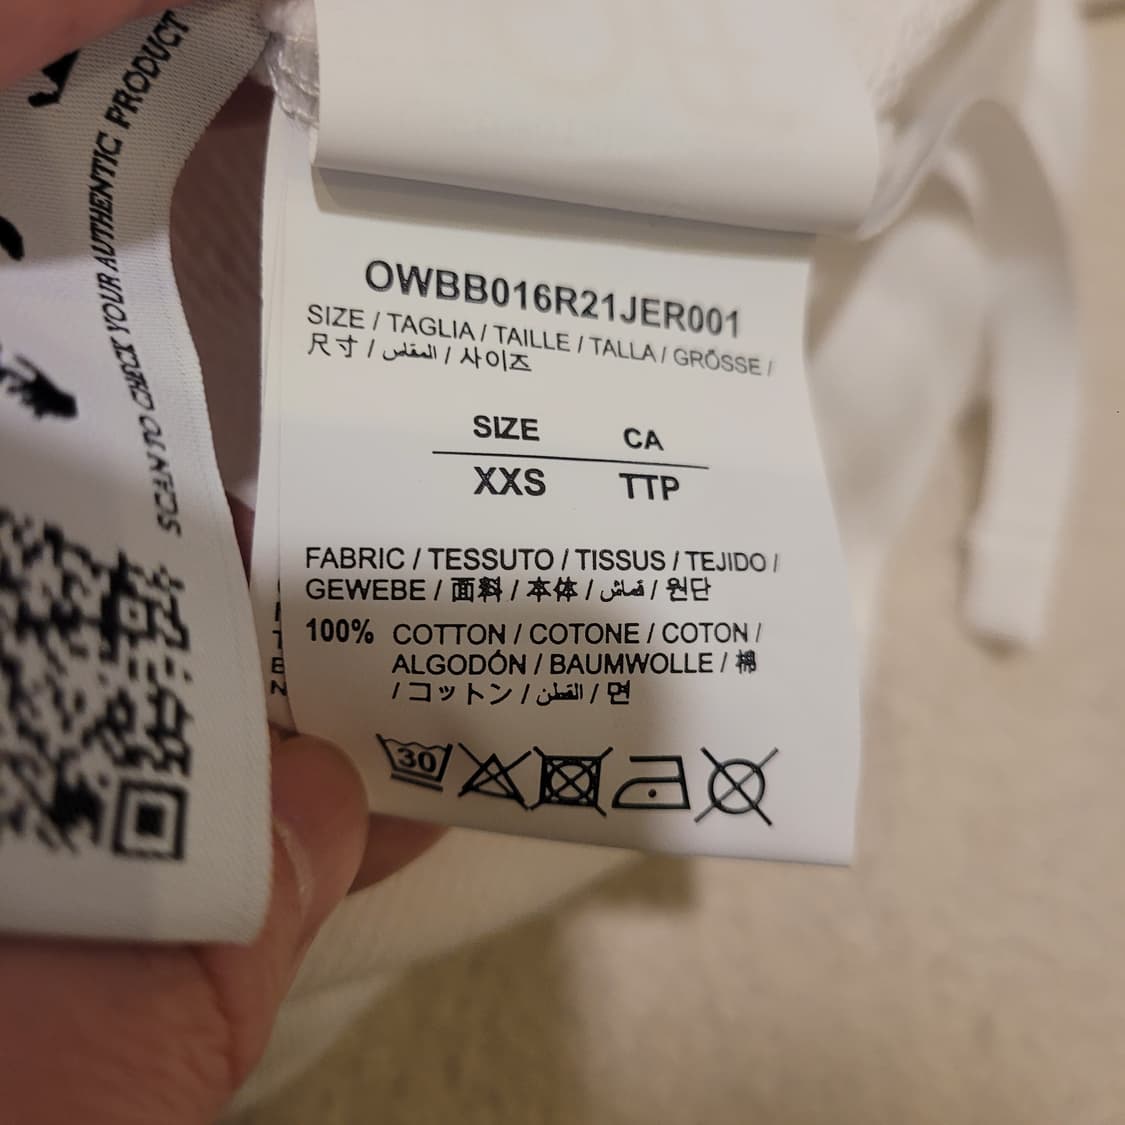 SCAN TO CHECK YOUR AUTHENTIC PRODUCT
OWBB016R21JER001
SIZE / TAGLIA / TAILLE / TALLA / GRÖSSE /
尺寸 / المقاس / 사이즈
SIZE CA
XXS TTP
FABRIC / TESSUTO / TISSUS / TEJIDO /
GEWEBE / 面料 / 本体 / قماش / 원단
100% COTTON / COTONE / COTON /
ALGODÓN / BAUMWOLLE / 棉
/ コットン / القطن / 면
30